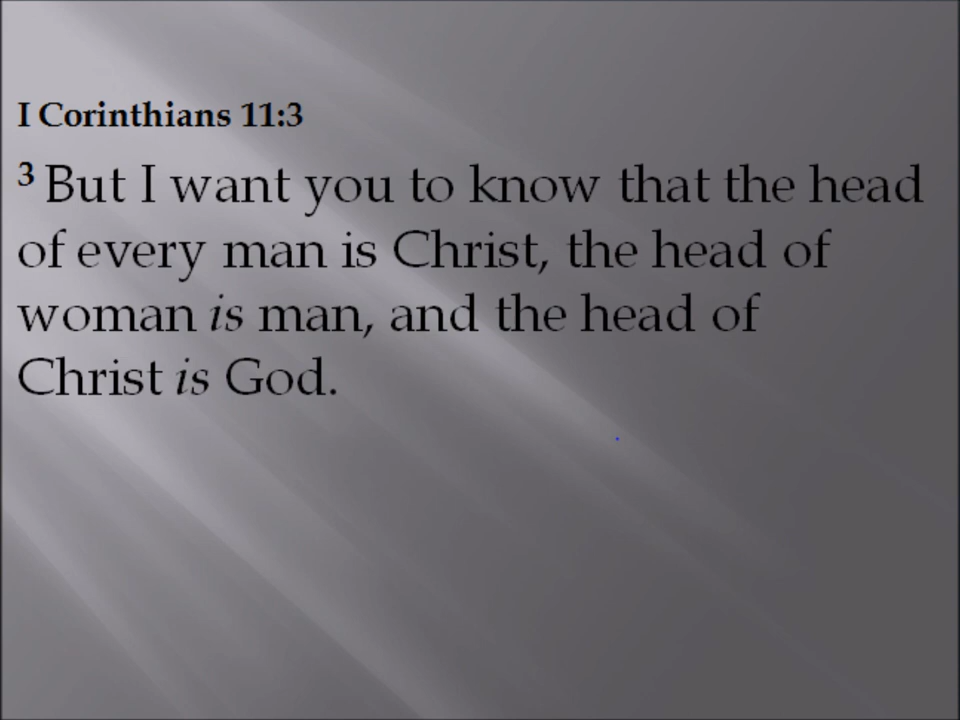 I Corinthians 11:3
3 But I want you to know that the head
of every man is Christ, the head of
woman is man, and the head of
Christ is God.